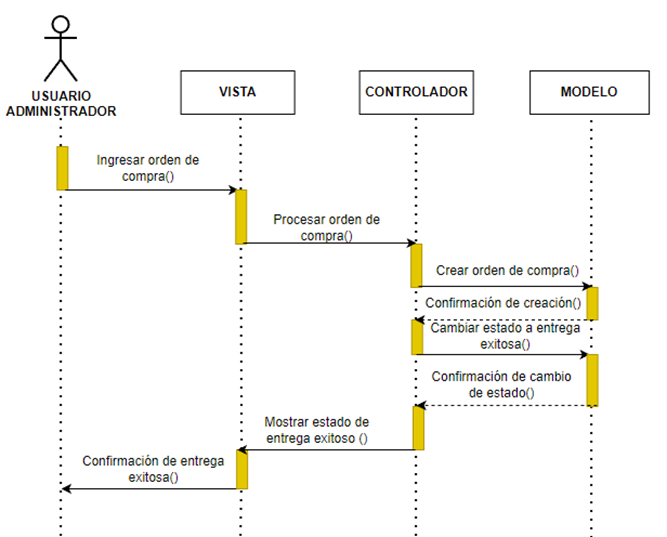 USUARIO
ADMINISTRADOR
VISTA
CONTROLADOR
MODELO
Ingresar orden de
compra()
Procesar orden de
compra()
Crear orden de compra()
Confirmación de creación()
Cambiar estado a entrega
exitosa()
Confirmación de cambio
de estado()
Mostrar estado de
entrega exitoso ()
Confirmación de entrega
exitosa()